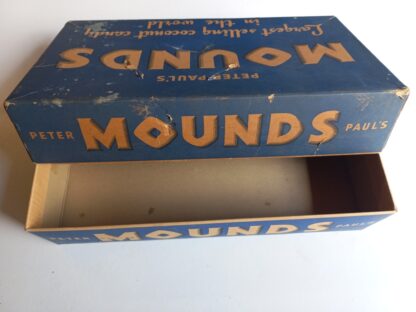 Largest selling coconut candy
in the world
PETER PAUL'S
MOUNDS
PETER MOUNDS PAUL'S
PETER MOUNDS PAUL'S